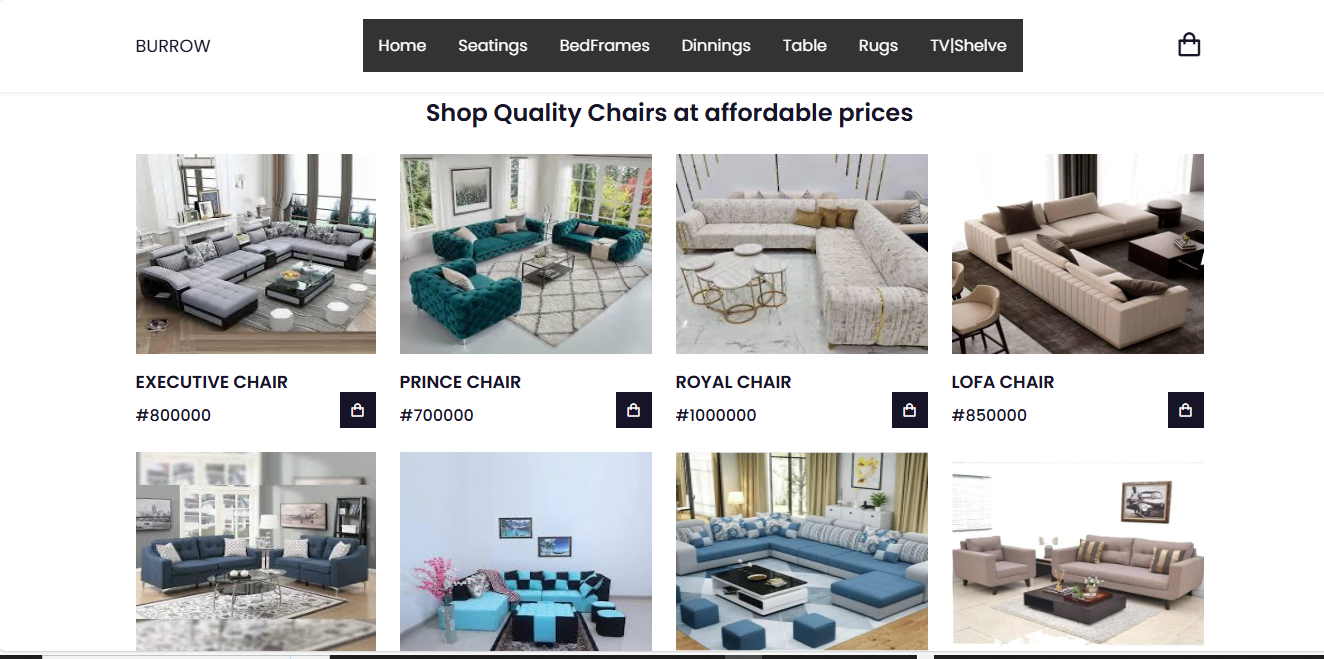 BURROW
Home Seatings BedFrames Dinnings Table Rugs TV|Shelve
Shop Quality Chairs at affordable prices
EXECUTIVE CHAIR
#800000
PRINCE CHAIR
#700000
ROYAL CHAIR
#1000000
LOFA CHAIR
#850000